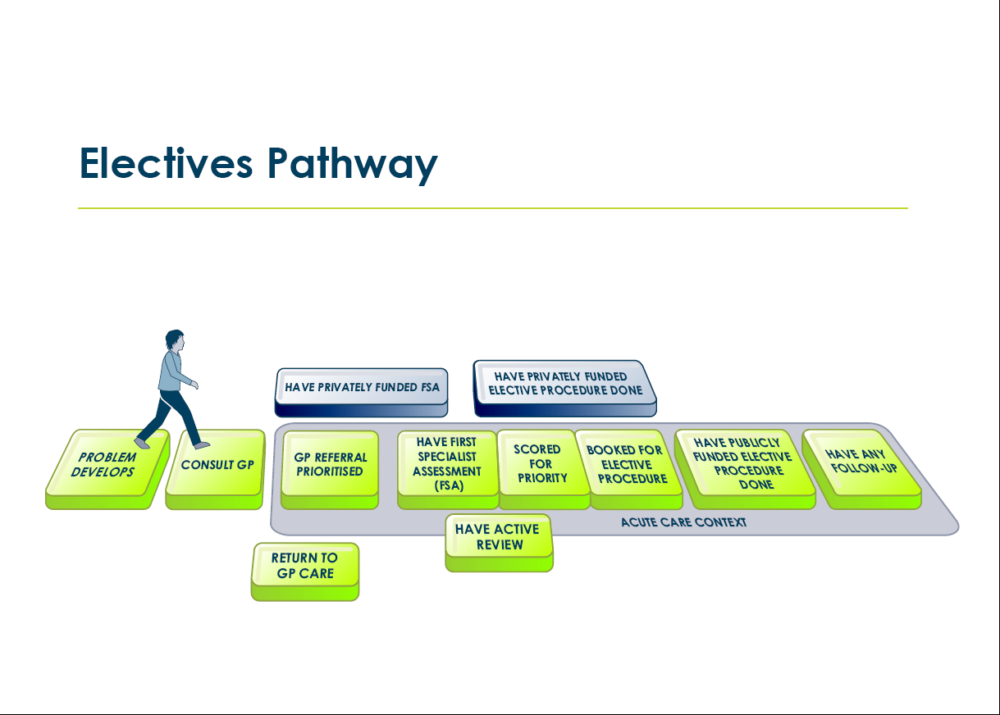 Electives Pathway
HAVE PRIVATELY FUNDED FSA
HAVE PRIVATELY FUNDED
ELECTIVE PROCEDURE DONE
PROBLEM
DEVELOPS
CONSULT GP
GP REFERRAL
PRIORITISED
HAVE FIRST
SPECIALIST
ASSESSMENT
(FSA)
SCORED
FOR
PRIORITY
BOOKED FOR
ELECTIVE
PROCEDURE
HAVE PUBLICLY
FUNDED ELECTIVE
PROCEDURE
DONE
HAVE ANY
FOLLOW-UP
ACUTE CARE CONTEXT
HAVE ACTIVE
REVIEW
RETURN TO
GP CARE